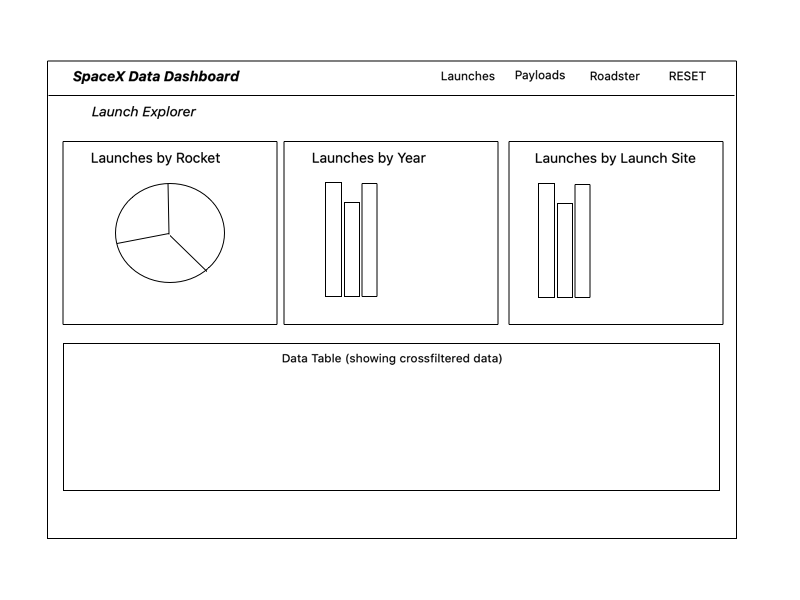 SpaceX Data Dashboard
Launches
Payloads
Roadster
RESET
Launch Explorer
Launches by Rocket
Launches by Year
Launches by Launch Site
Data Table (showing crossfiltered data)